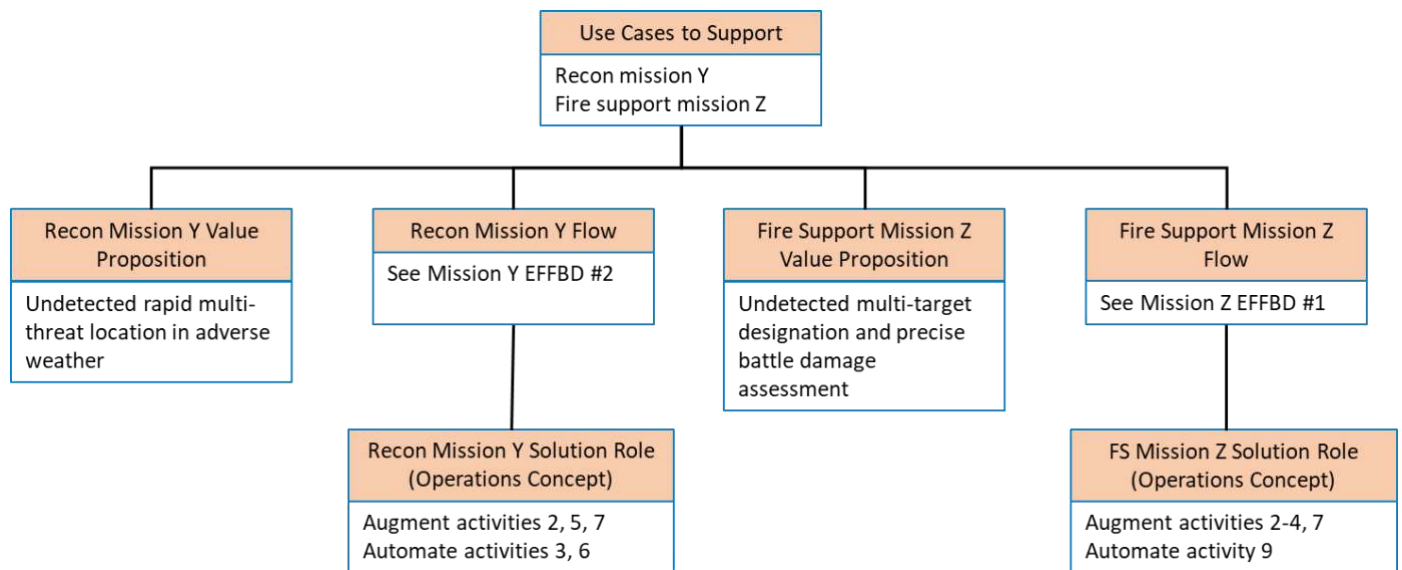 Use Cases to Support
Recon mission Y
Fire support mission Z
Recon Mission Y Value
Proposition
Undetected rapid multi-
threat location in adverse
weather
Recon Mission Y Flow
See Mission Y EFFBD #2
Fire Support Mission Z
Value Proposition
Undetected multi-target
designation and precise
battle damage
assessment
Fire Support Mission Z
Flow
See Mission Z EFFBD #1
Recon Mission Y Solution Role
(Operations Concept)
Augment activities 2, 5, 7
Automate activities 3, 6
FS Mission Z Solution Role
(Operations Concept)
Augment activities 2-4, 7
Automate activity 9